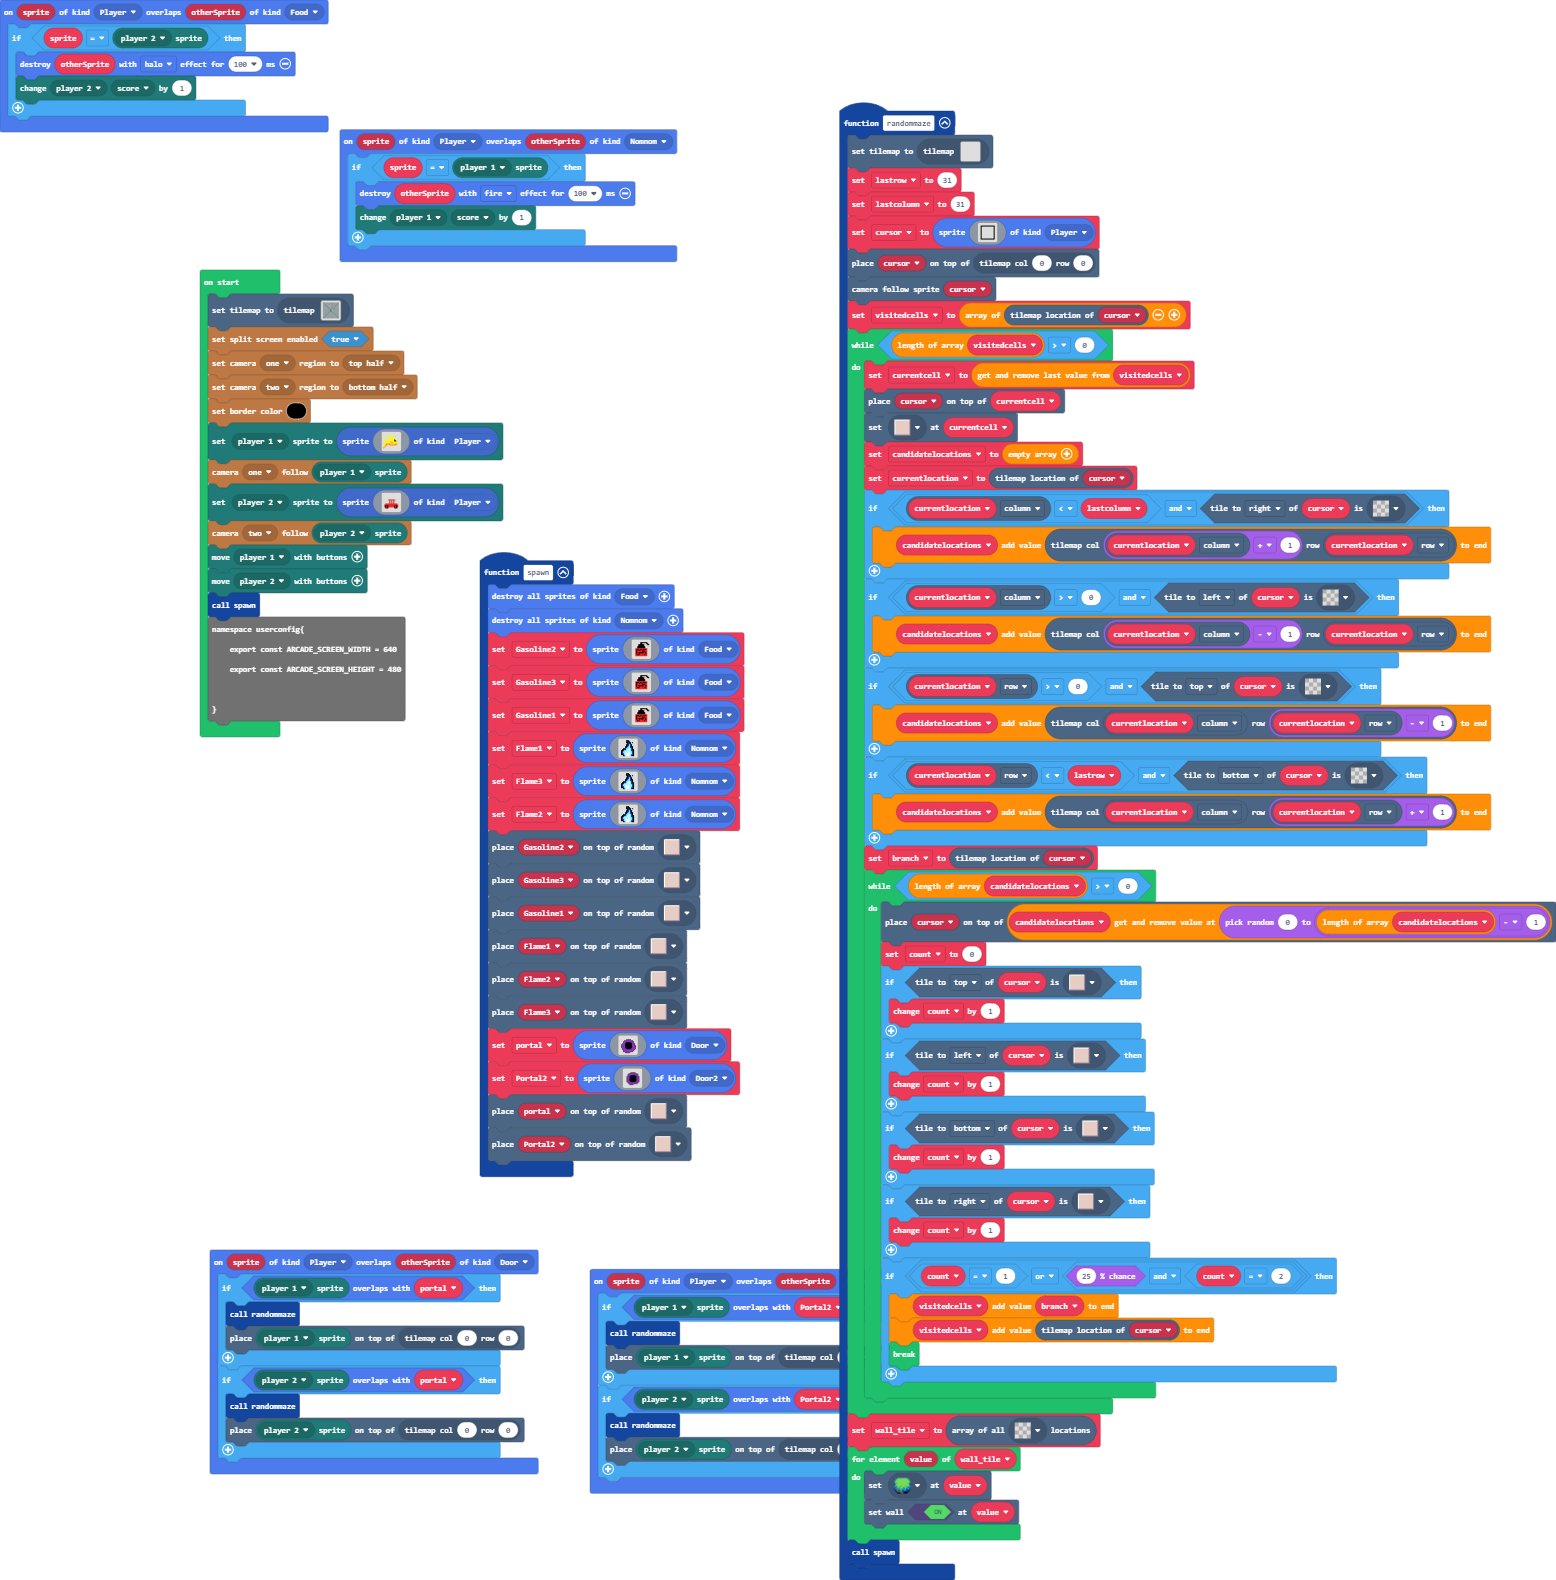 on sprite of kind Player overlaps otherSprite of kind Food
if sprite = player 2 sprite then
destroy otherSprite with halo effect for 100 ms
change player 2 score by 1
on sprite of kind Player overlaps otherSprite of kind Nomnom
if sprite = player 1 sprite then
destroy otherSprite with fire effect for 100 ms
change player 1 score by 1
on start
set tilemap to tilemap
set split screen enabled true
set camera one region to top half
set camera two region to bottom half
set border color
set player 1 sprite to sprite of kind Player
camera one follow player 1 sprite
set player 2 sprite to sprite of kind Player
camera two follow player 2 sprite
move player 1 with buttons
move player 2 with buttons
call spawn
namespace userconfig{
export const ARCADE_SCREEN_WIDTH = 640
export const ARCADE_SCREEN_HEIGHT = 480
}
function spawn
destroy all sprites of kind Food
destroy all sprites of kind Nomnom
set Gasoline2 to sprite of kind Food
set Gasoline3 to sprite of kind Food
set Gasoline1 to sprite of kind Food
set Flame1 to sprite of kind Nomnom
set Flame3 to sprite of kind Nomnom
set Flame2 to sprite of kind Nomnom
place Gasoline2 on top of random
place Gasoline3 on top of random
place Gasoline1 on top of random
place Flame1 on top of random
place Flame2 on top of random
place Flame3 on top of random
set portal to sprite of kind Door
set Portal2 to sprite of kind Door2
place portal on top of random
place Portal2 on top of random
on sprite of kind Player overlaps otherSprite of kind Door
if player 1 sprite overlaps with portal then
call randommaze
place player 1 sprite on top of tilemap col 0 row 0
if player 2 sprite overlaps with portal then
call randommaze
place player 2 sprite on top of tilemap col 0 row 0
on sprite of kind Player overlaps otherSprite
if player 1 sprite overlaps with Portal2
call randommaze
place player 1 sprite on top of tilemap col
if player 2 sprite overlaps with Portal2
call randommaze
place player 2 sprite on top of tilemap col
function randommaze
set tilemap to tilemap
set lastrow to 31
set lastcolumn to 31
set cursor to sprite of kind Player
place cursor on top of tilemap col 0 row 0
camera follow sprite cursor
set visitedcells to array of tilemap location of cursor
while length of array visitedcells > 0
do
set currentcell to get and remove last value from visitedcells
place cursor on top of currentcell
set at currentcell
set candidatelocations to empty array
set currentlocation to tilemap location of cursor
if currentlocation column < lastcolumn and tile to right of cursor is then
candidatelocations add value tilemap col currentlocation column + 1 row currentlocation row to end
if currentlocation column > 0 and tile to left of cursor is then
candidatelocations add value tilemap col currentlocation column - 1 row currentlocation row to end
if currentlocation row > 0 and tile to top of cursor is then
candidatelocations add value tilemap col currentlocation column row currentlocation row - 1 to end
if currentlocation row < lastrow and tile to bottom of cursor is then
candidatelocations add value tilemap col currentlocation column row currentlocation row + 1 to end
set branch to tilemap location of cursor
while length of array candidatelocations > 0
do
place cursor on top of candidatelocations get and remove value at pick random 0 to length of array candidatelocations - 1
set count to 0
if tile to top of cursor is then
change count by 1
if tile to left of cursor is then
change count by 1
if tile to bottom of cursor is then
change count by 1
if tile to right of cursor is then
change count by 1
if count = 1 or 25 % chance and count = 2 then
visitedcells add value branch to end
visitedcells add value tilemap location of cursor to end
break
set wall_tile to array of all locations
for element value of wall_tile
do
set at value
set wall ON at value
call spawn